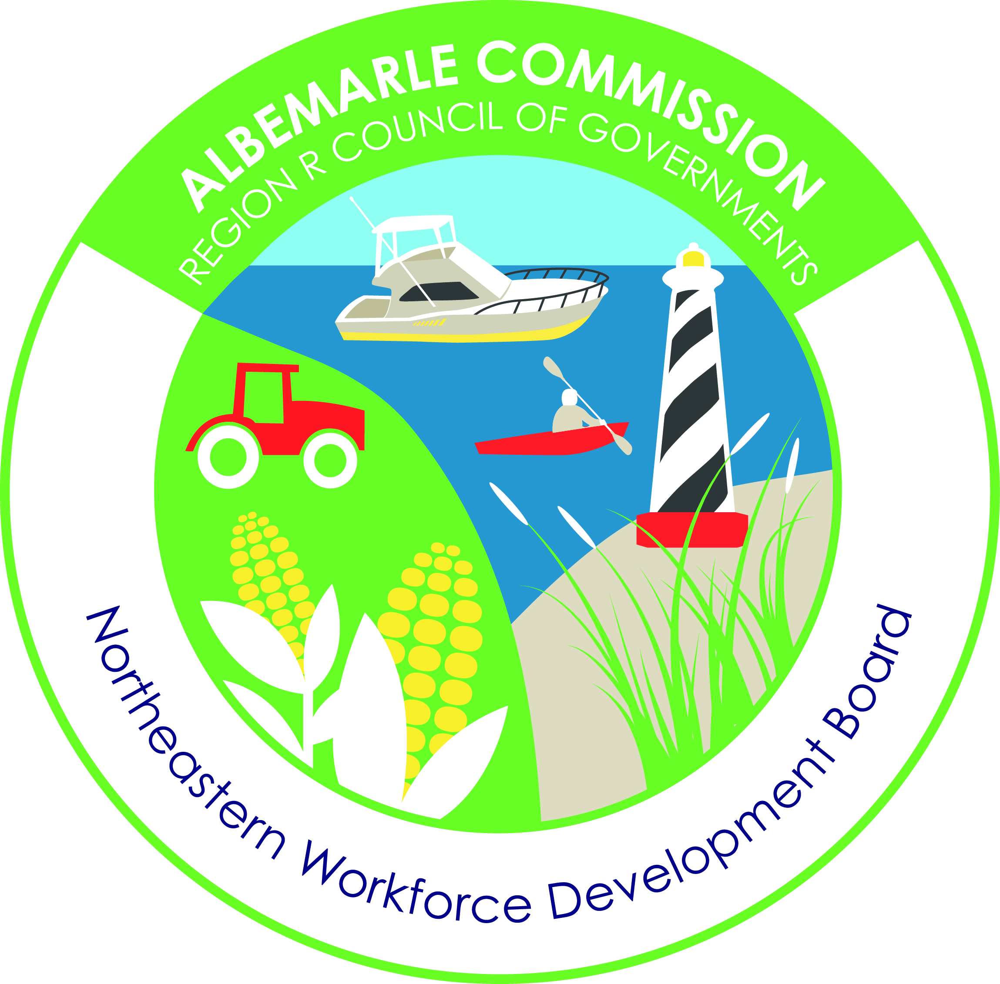 ALBEMARLE COMMISSION
REGION R COUNCIL OF GOVERNMENTS
Northeastern Workforce Development Board